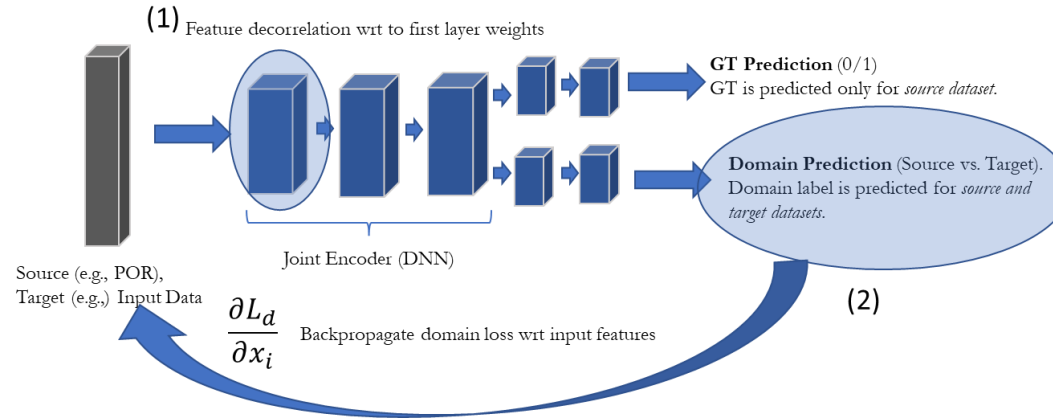 (1)
Feature decorrelation wrt to first layer weights
GT Prediction (0/1)
GT is predicted only for source dataset.
Domain Prediction (Source vs. Target).
Domain label is predicted for source and
target datasets.
Joint Encoder (DNN)
Source (e.g., POR),
Target (e.g.,) Input Data
(2)
∂L_d
∂x_i
Backpropagate domain loss wrt input features